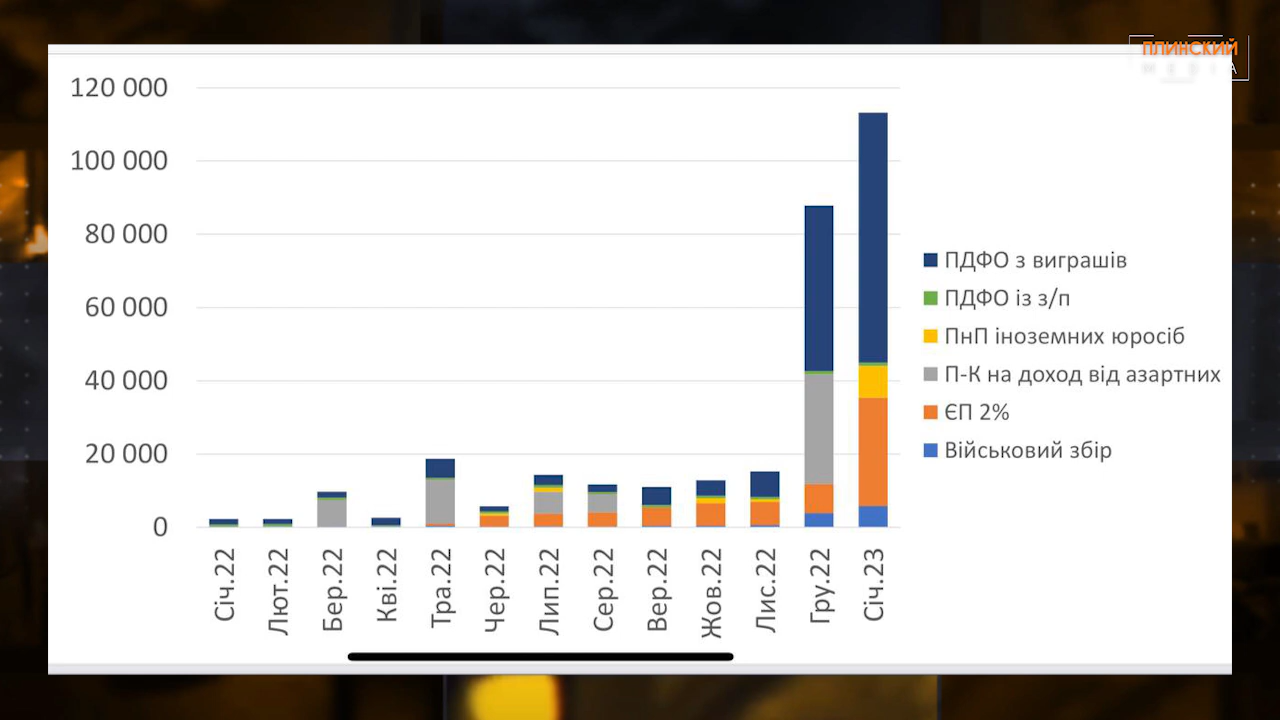 ПЛИНСКИЙ
MEDIA
120 000
100 000
80 000
60 000
40 000
20 000
0
Січ.22
Лют.22
Бер.22
Кві.22
Тра.22
Чер.22
Лип.22
Сер.22
Вер.22
Жов.22
Лис.22
Гру.22
Січ.23
ПДФО з виграшів
ПДФО із з/п
ПнП іноземних юросіб
П-К на доход від азартних
ЄП 2%
Військовий збір